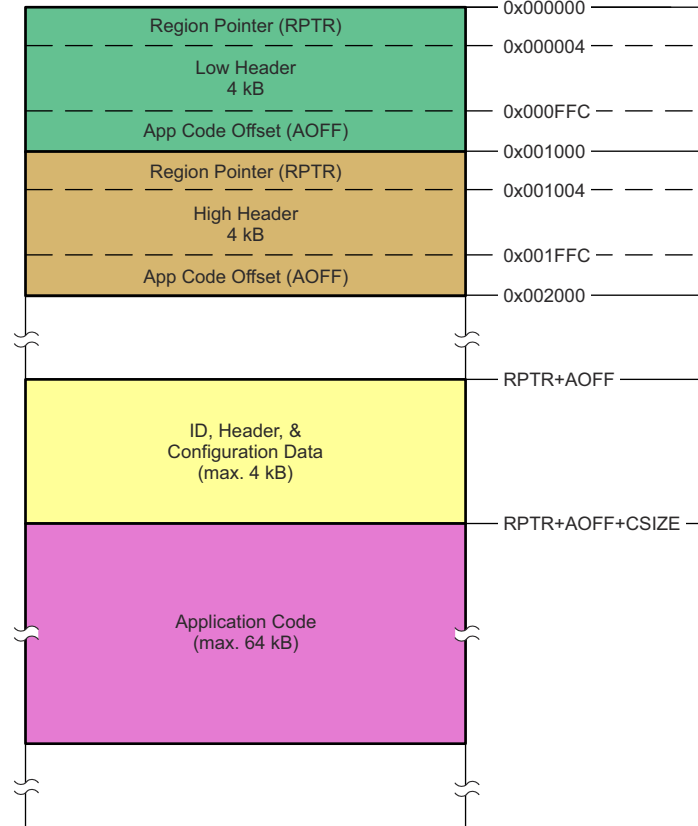 0x000000
Region Pointer (RPTR)
0x000004
Low Header
4 kB
0x000FFC
App Code Offset (AOFF)
0x001000
Region Pointer (RPTR)
0x001004
High Header
4 kB
0x001FFC
App Code Offset (AOFF)
0x002000
RPTR+AOFF
ID, Header, &
Configuration Data
(max. 4 kB)
RPTR+AOFF+CSIZE
Application Code
(max. 64 kB)